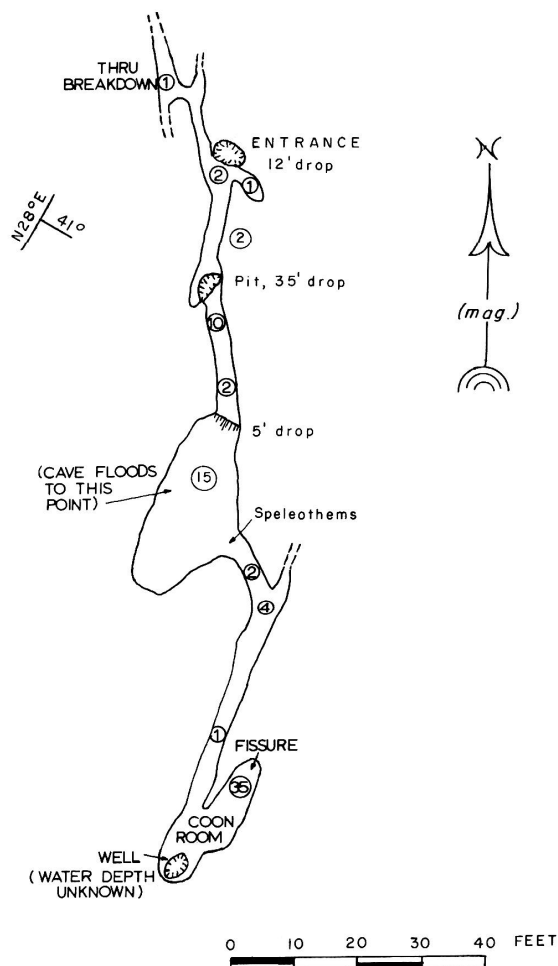 THRU
BREAKDOWN
1
ENTRANCE
12' drop
2
1
N28°E
41°
2
Pit, 35' drop
(mag.)
10
2
5' drop
(CAVE FLOODS
TO THIS
POINT)
15
Speleothems
2
4
1
FISSURE
35
COON
ROOM
WELL
(WATER DEPTH
UNKNOWN)
0 10 20 30 40 FEET